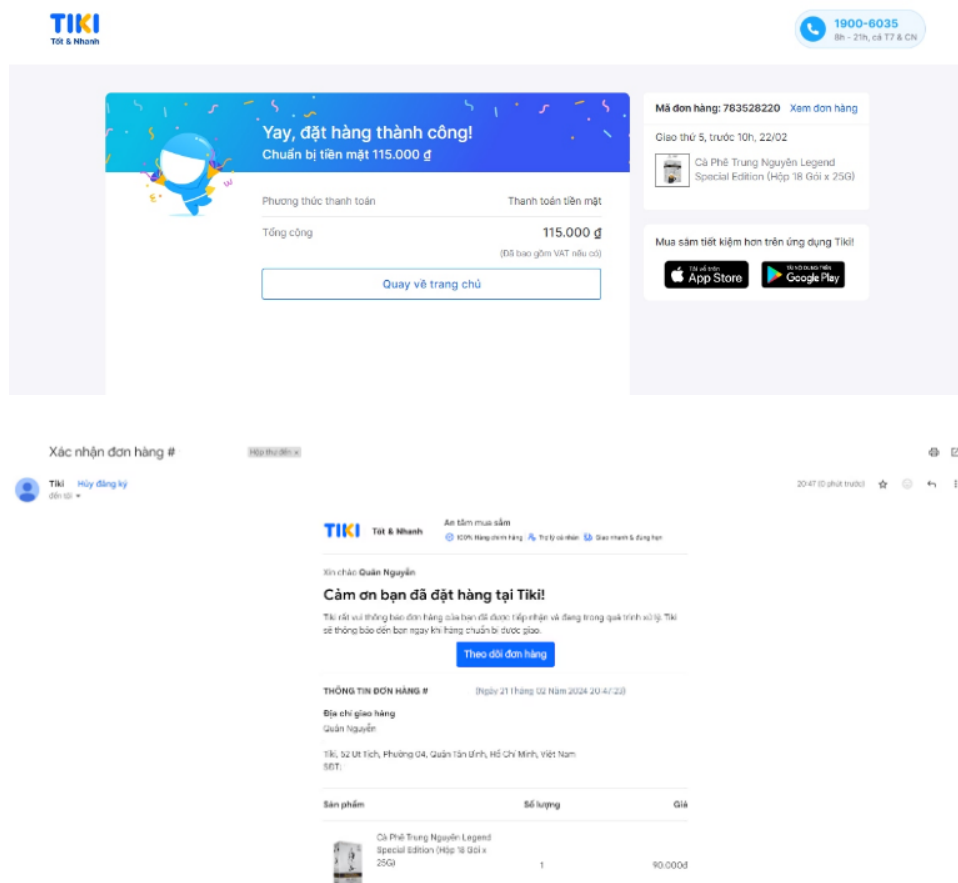 TIKI
Tốt & Nhanh
1900-6035
8h - 21h, cả T7 & CN
Yay, đặt hàng thành công!
Chuẩn bị tiền mặt 115.000 ₫
Phương thức thanh toán Thanh toán tiền mặt
Tổng cộng 115.000 ₫
(Đã bao gồm VAT nếu có)
Quay về trang chủ
Mã đơn hàng: 783528220 Xem đơn hàng
Giao thứ 5, trước 10h, 22/02
Cà Phê Trung Nguyên Legend
Special Edition (Hộp 18 Gói x 25G)
Mua sắm tiết kiệm hơn trên ứng dụng Tiki!
Tải về trên
App Store
TẢI VỀ DÙNG TRÊN
Google Play
Xác nhận đơn hàng #
Hộp thư đến x
Tiki Hủy đăng ký
đến tôi
20:47 (0 phút trước)
TIKI Tốt & Nhanh
An tâm mua sắm
100% Hàng chính hãng Trợ lý cá nhân Giao nhanh & đúng hẹn
Xin chào Quân Nguyễn
Cảm ơn bạn đã đặt hàng tại Tiki!
Tiki rất vui thông báo đơn hàng của bạn đã được tiếp nhận và đang trong quá trình xử lý. Tiki
sẽ thông báo đến bạn ngay khi hàng chuẩn bị được giao.
Theo dõi đơn hàng
THÔNG TIN ĐƠN HÀNG # (Ngày 21 Tháng 02 Năm 2024 20:47:23)
Địa chỉ giao hàng
Quân Nguyễn
Tiki, 52 Út Tịch, Phường 04, Quận Tân Bình, Hồ Chí Minh, Việt Nam
SĐT:
Sản phẩm Số lượng Giá
Cà Phê Trung Nguyên Legend
Special Edition (Hộp 18 Gói x
25G)
1 90.000đ